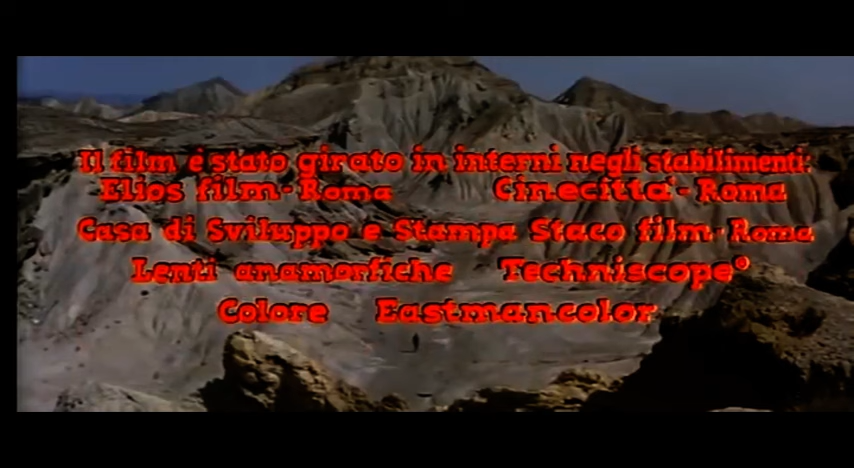 Il film è stato girato in interni negli stabilimenti:
Elios film - Roma Cinecittà - Roma
Casa di Sviluppo e Stampa Staco film - Roma
Lenti anamorfiche Techniscope®
Colore Eastmancolor